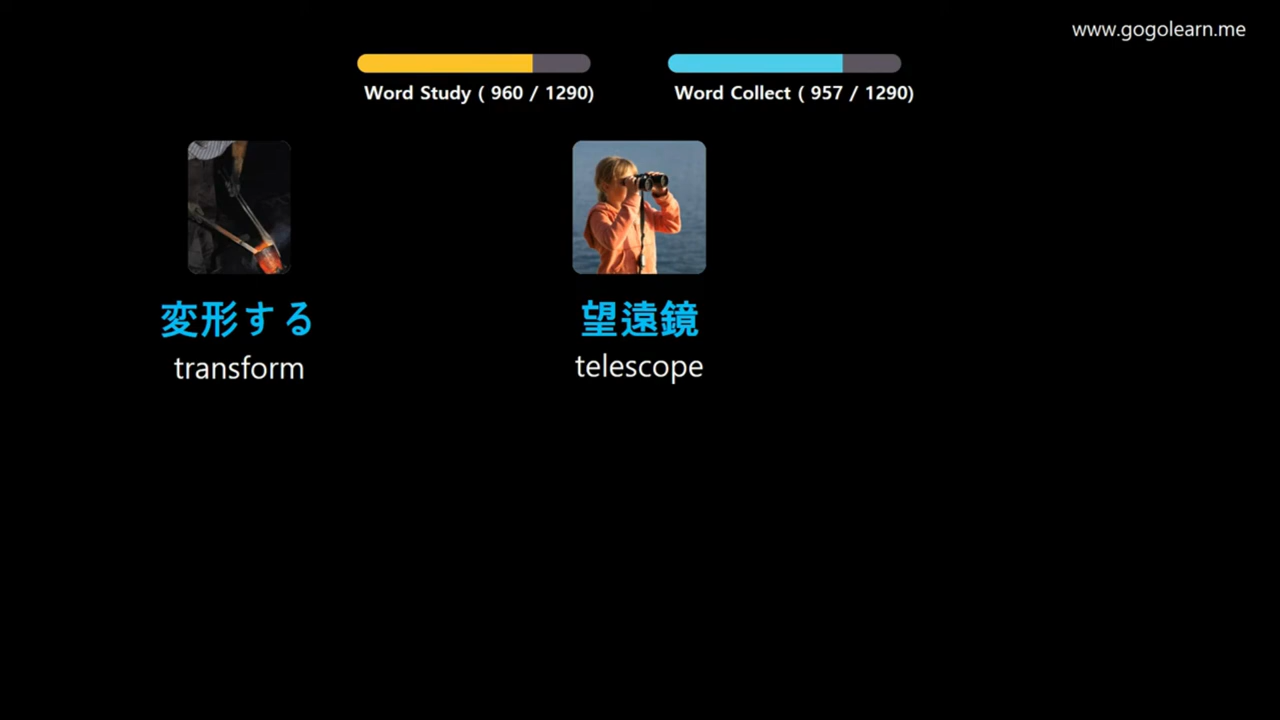 www.gogolearn.me
Word Study ( 960 / 1290)
Word Collect ( 957 / 1290)
変形する
transform
望遠鏡
telescope